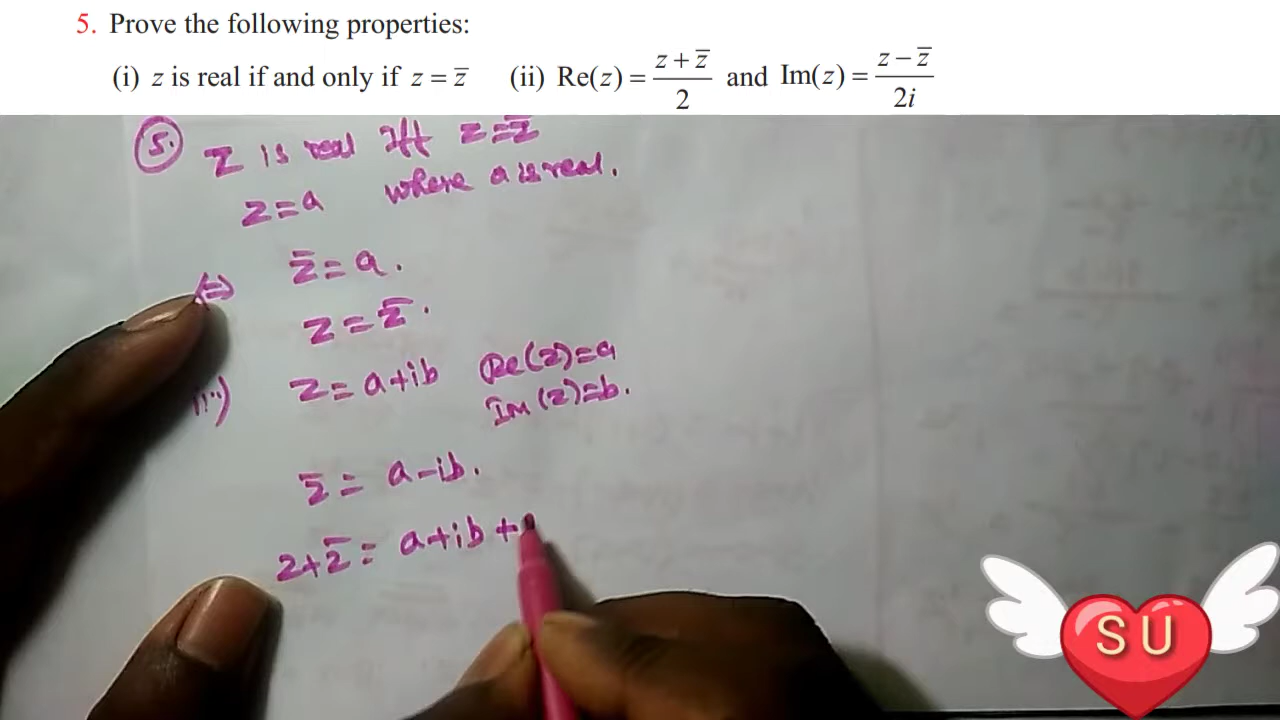 5. Prove the following properties:
(i) z is real if and only if z = z̅ (ii) Re(z) = (z + z̅)/2 and Im(z) = (z − z̅)/2i
5. Z is real iff z = z̅
z = a where a is real.
⇔ z̅ = a.
z = z̅.
ii) z = a+ib Re(z)=a
Im(z)=b.
z̅ = a-ib.
z+z̅ = a+ib +
SU